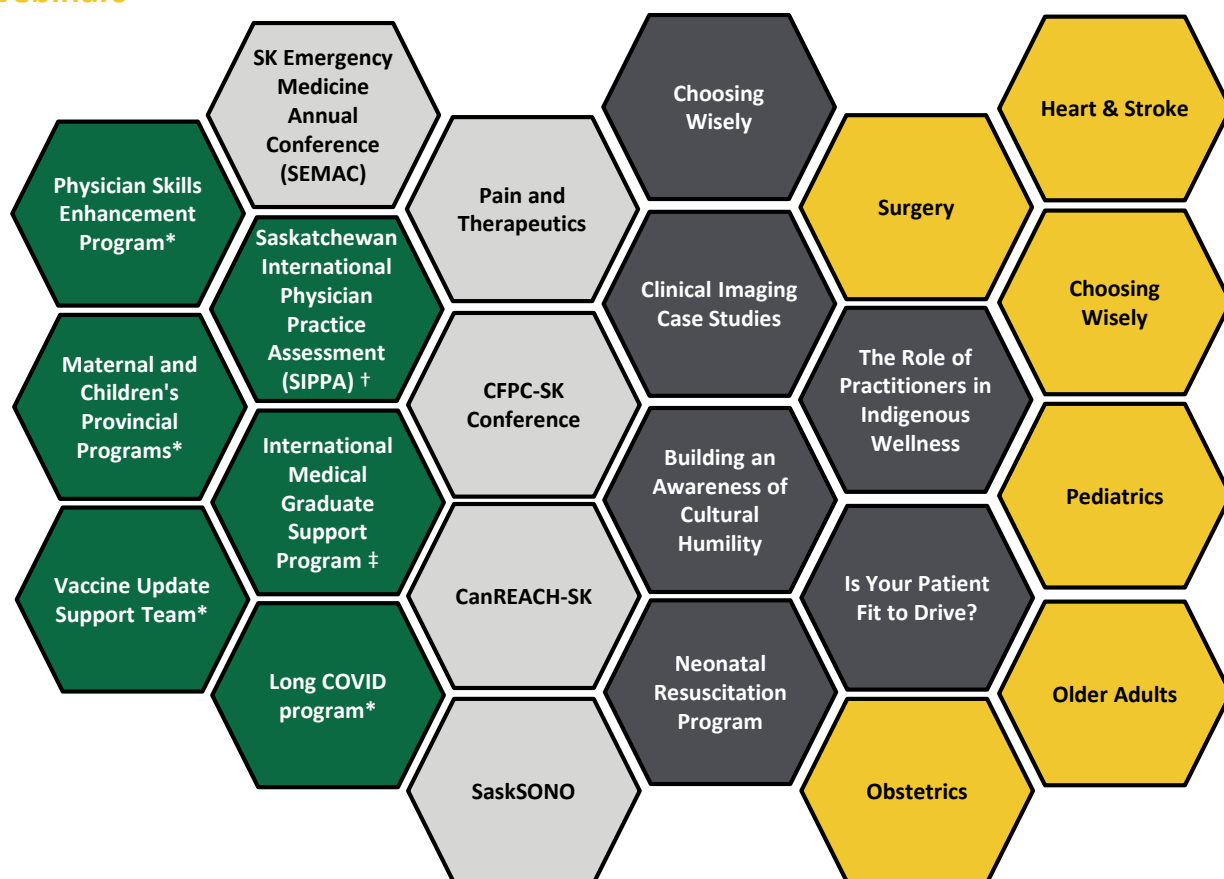 SK Emergency
Medicine
Annual
Conference
(SEMAC)
Choosing
Wisely
Heart & Stroke
Physician Skills
Enhancement
Program*
Pain and
Therapeutics
Surgery
Saskatchewan
International
Physician
Practice
Assessment
(SIPPA) †
Clinical Imaging
Case Studies
Choosing
Wisely
Maternal and
Children's
Provincial
Programs*
CFPC-SK
Conference
The Role of
Practitioners in
Indigenous
Wellness
International
Medical
Graduate
Support
Program ‡
Building an
Awareness of
Cultural
Humility
Pediatrics
Vaccine Update
Support Team*
CanREACH-SK
Is Your Patient
Fit to Drive?
Long COVID
program*
Neonatal
Resuscitation
Program
Older Adults
SaskSONO
Obstetrics